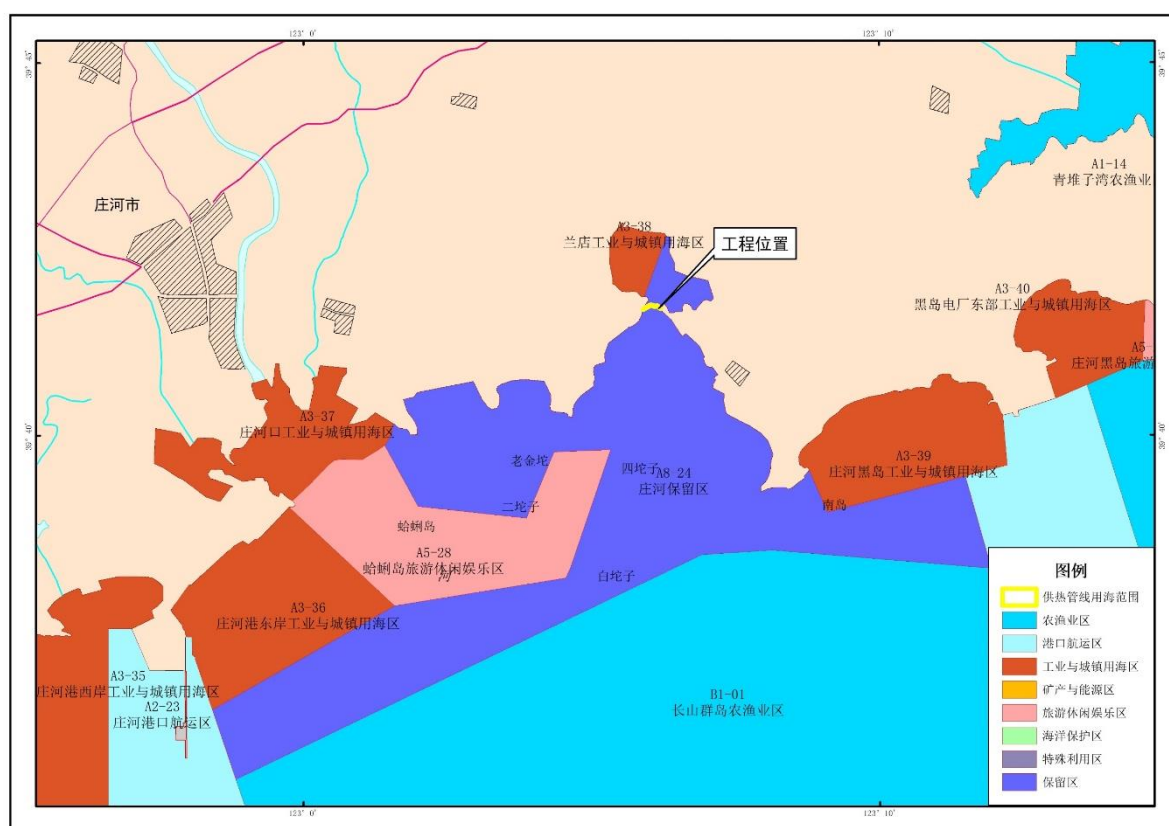 123° 0′
123° 10′
39° 45′
39° 45′
A1-14
青堆子湾农渔业
庄河市
A3-38
兰店工业与城镇用海区
工程位置
A3-40
黑岛电厂东部工业与城镇用海区
A5-
庄河黑岛旅游
A3-37
庄河口工业与城镇用海区
39° 40′
39° 40′
老金坨
四坨子
A8-24
庄河保留区
A3-39
庄河黑岛工业与城镇用海区
二坨子
南岛
蛤蜊岛
A5-28
蛤蜊岛旅游休闲娱乐区
河
白坨子
A3-36
庄河港东岸工业与城镇用海区
A3-35
庄河港西岸工业与城镇用海区
A2-23
庄河港口航运区
B1-01
长山群岛农渔业区
图例
供热管线用海范围
农渔业区
港口航运区
工业与城镇用海区
矿产与能源区
旅游休闲娱乐区
海洋保护区
特殊利用区
保留区
123° 0′
123° 10′